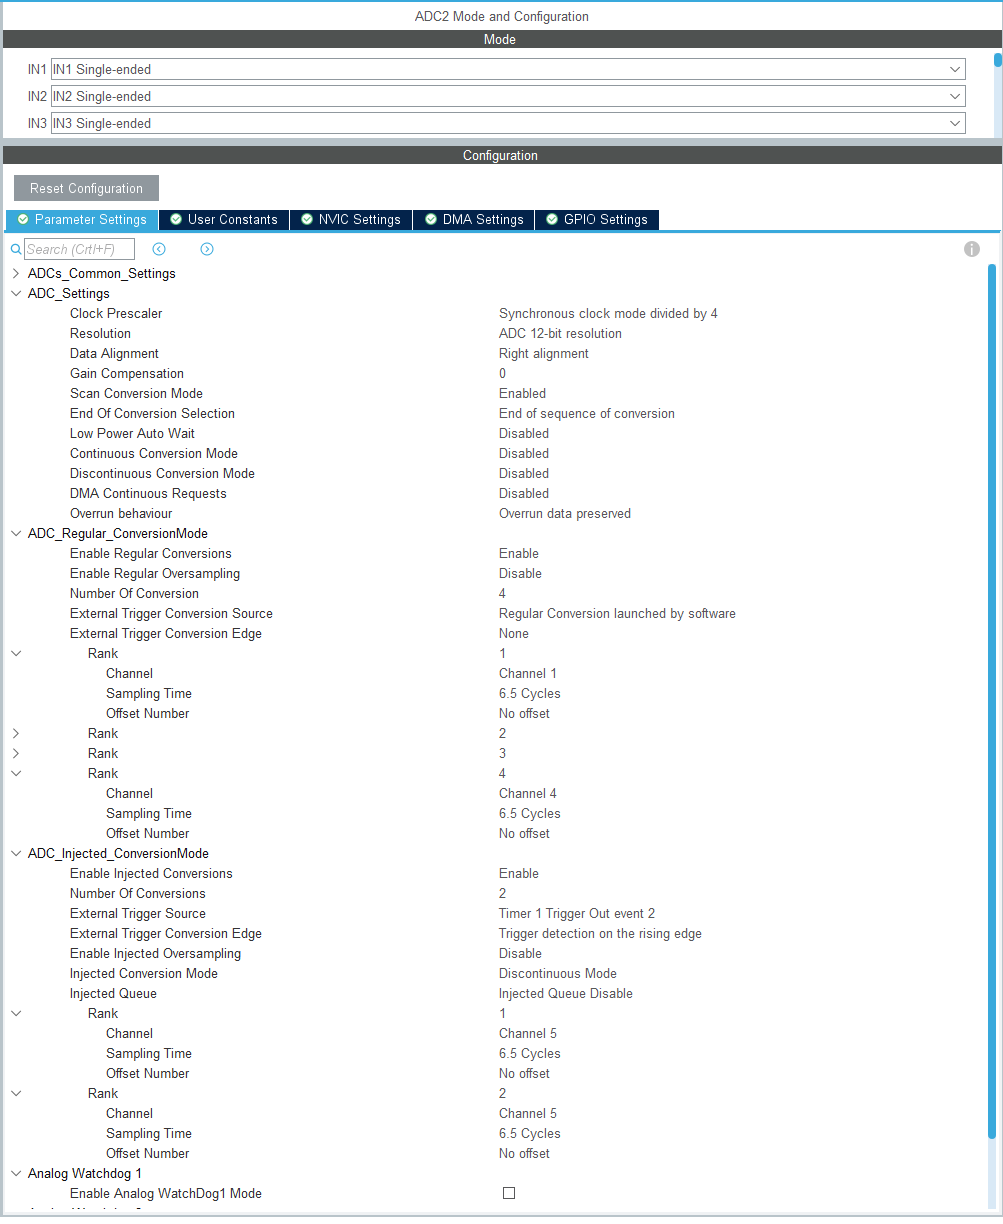 ADC2 Mode and Configuration
Mode
IN1 IN1 Single-ended
IN2 IN2 Single-ended
IN3 IN3 Single-ended
Configuration
Reset Configuration
Parameter Settings User Constants NVIC Settings DMA Settings GPIO Settings
Search (Crtl+F)
ADCs_Common_Settings
ADC_Settings
Clock Prescaler Synchronous clock mode divided by 4
Resolution ADC 12-bit resolution
Data Alignment Right alignment
Gain Compensation 0
Scan Conversion Mode Enabled
End Of Conversion Selection End of sequence of conversion
Low Power Auto Wait Disabled
Continuous Conversion Mode Disabled
Discontinuous Conversion Mode Disabled
DMA Continuous Requests Disabled
Overrun behaviour Overrun data preserved
ADC_Regular_ConversionMode
Enable Regular Conversions Enable
Enable Regular Oversampling Disable
Number Of Conversion 4
External Trigger Conversion Source Regular Conversion launched by software
External Trigger Conversion Edge None
Rank 1
Channel Channel 1
Sampling Time 6.5 Cycles
Offset Number No offset
Rank 2
Rank 3
Rank 4
Channel Channel 4
Sampling Time 6.5 Cycles
Offset Number No offset
ADC_Injected_ConversionMode
Enable Injected Conversions Enable
Number Of Conversions 2
External Trigger Source Timer 1 Trigger Out event 2
External Trigger Conversion Edge Trigger detection on the rising edge
Enable Injected Oversampling Disable
Injected Conversion Mode Discontinuous Mode
Injected Queue Injected Queue Disable
Rank 1
Channel Channel 5
Sampling Time 6.5 Cycles
Offset Number No offset
Rank 2
Channel Channel 5
Sampling Time 6.5 Cycles
Offset Number No offset
Analog Watchdog 1
Enable Analog WatchDog1 Mode